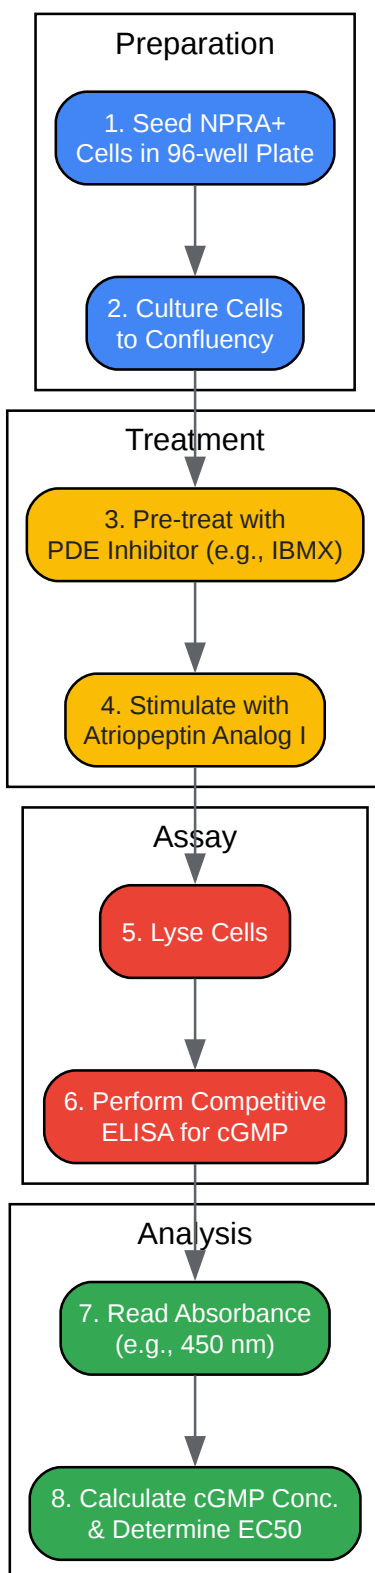 Preparation
1. Seed NPRA+
Cells in 96-well Plate
2. Culture Cells
to Confluency
Treatment
3. Pre-treat with
PDE Inhibitor (e.g., IBMX)
4. Stimulate with
Atriopeptin Analog I
Assay
5. Lyse Cells
6. Perform Competitive
ELISA for cGMP
Analysis
7. Read Absorbance
(e.g., 450 nm)
8. Calculate cGMP Conc.
& Determine EC50